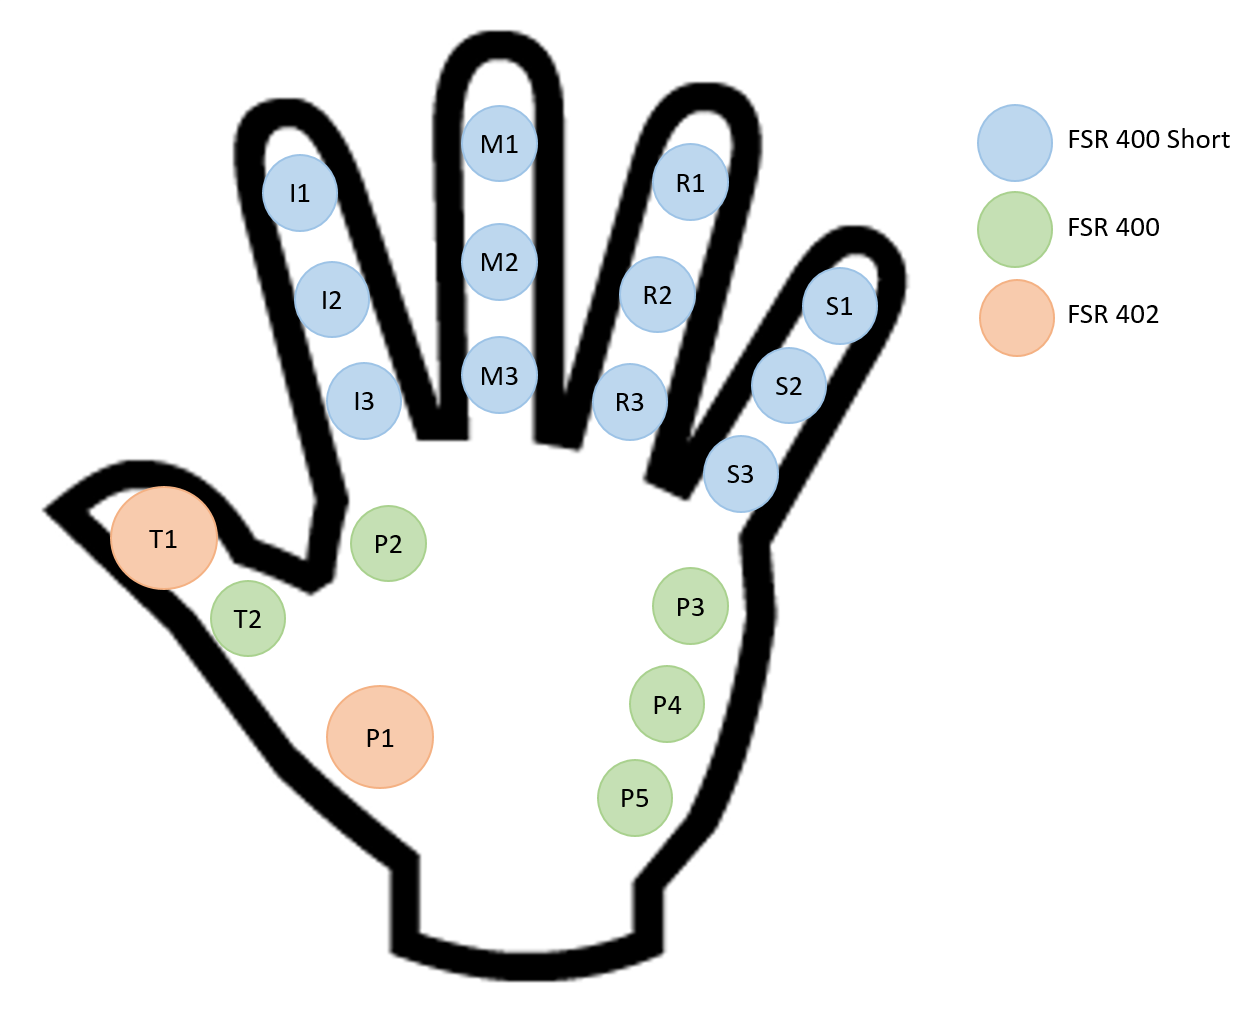 M1
R1
I1
M2
R2
I2
S1
M3
S2
I3
R3
S3
T1
P2
T2
P3
P4
P1
P5
FSR 400 Short
FSR 400
FSR 402